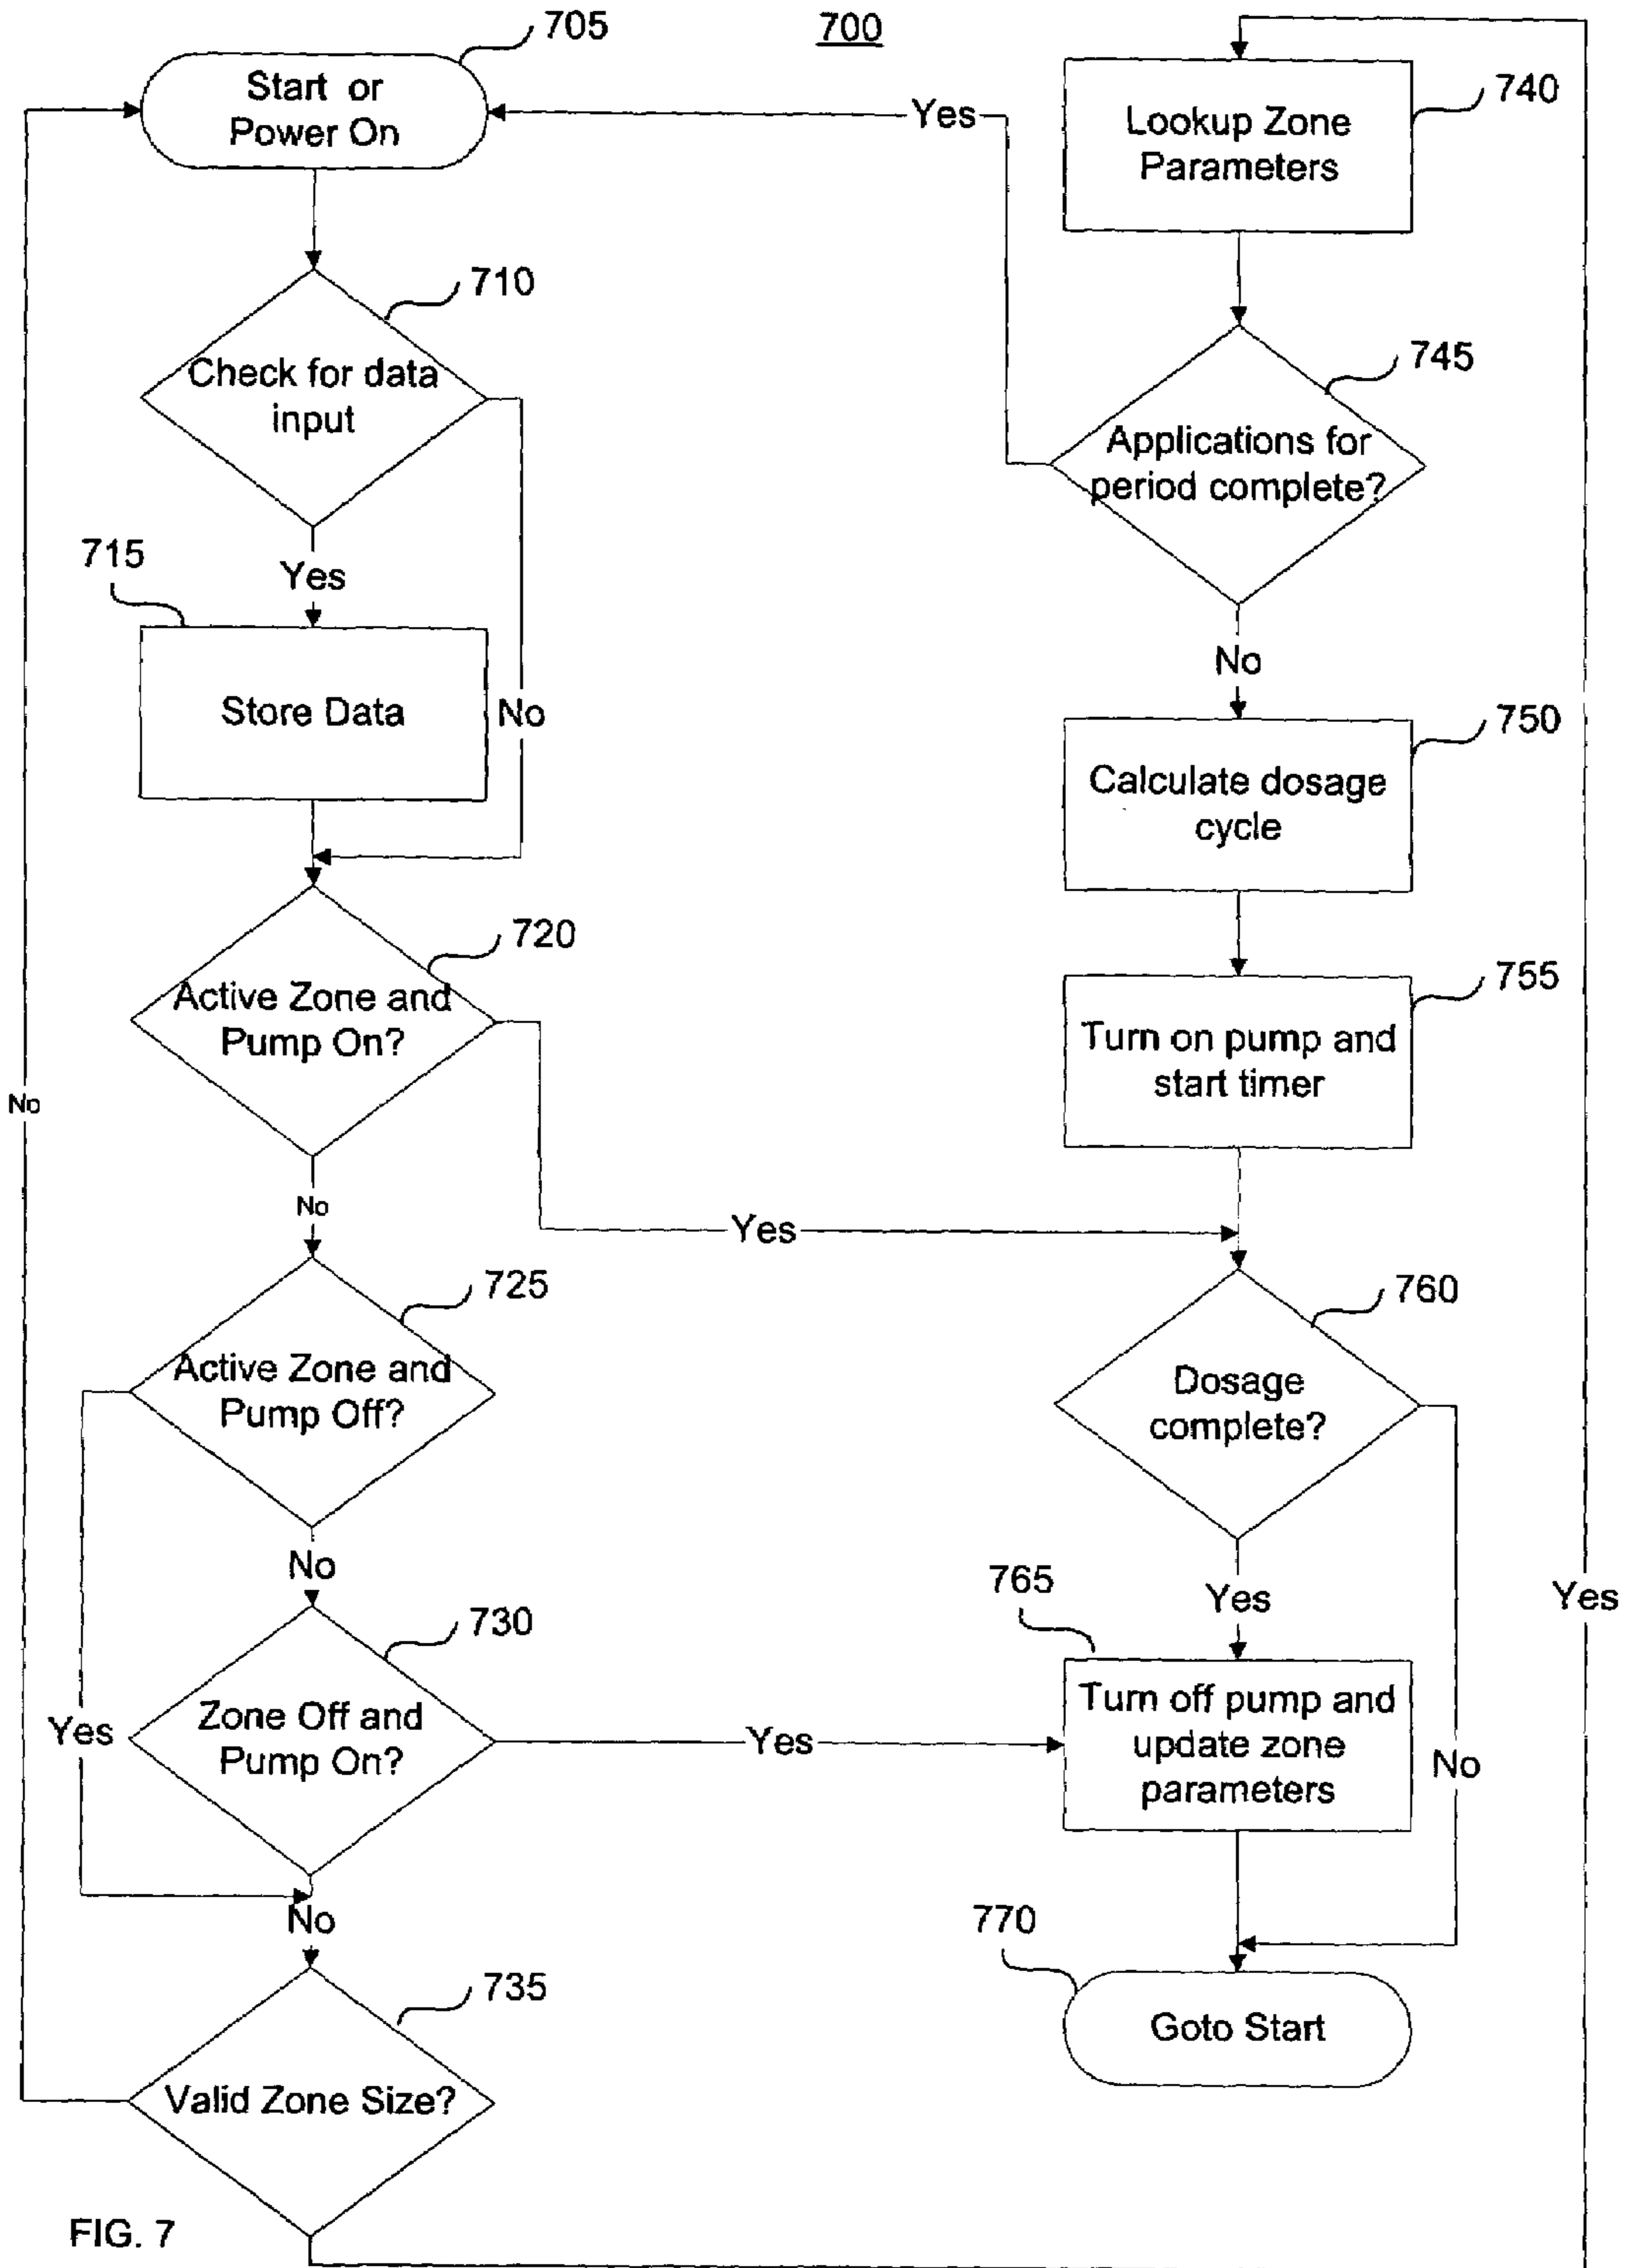 700
705
Start or
Power On
710
Check for data
input
Yes
No
715
Store Data
720
Active Zone and
Pump On?
Yes
No
725
Active Zone and
Pump Off?
Yes
No
730
Zone Off and
Pump On?
Yes
No
735
Valid Zone Size?
No
Yes
740
Lookup Zone
Parameters
745
Applications for
period complete?
Yes
No
750
Calculate dosage
cycle
755
Turn on pump and
start timer
760
Dosage
complete?
Yes
No
765
Turn off pump and
update zone
parameters
770
Goto Start
FIG. 7